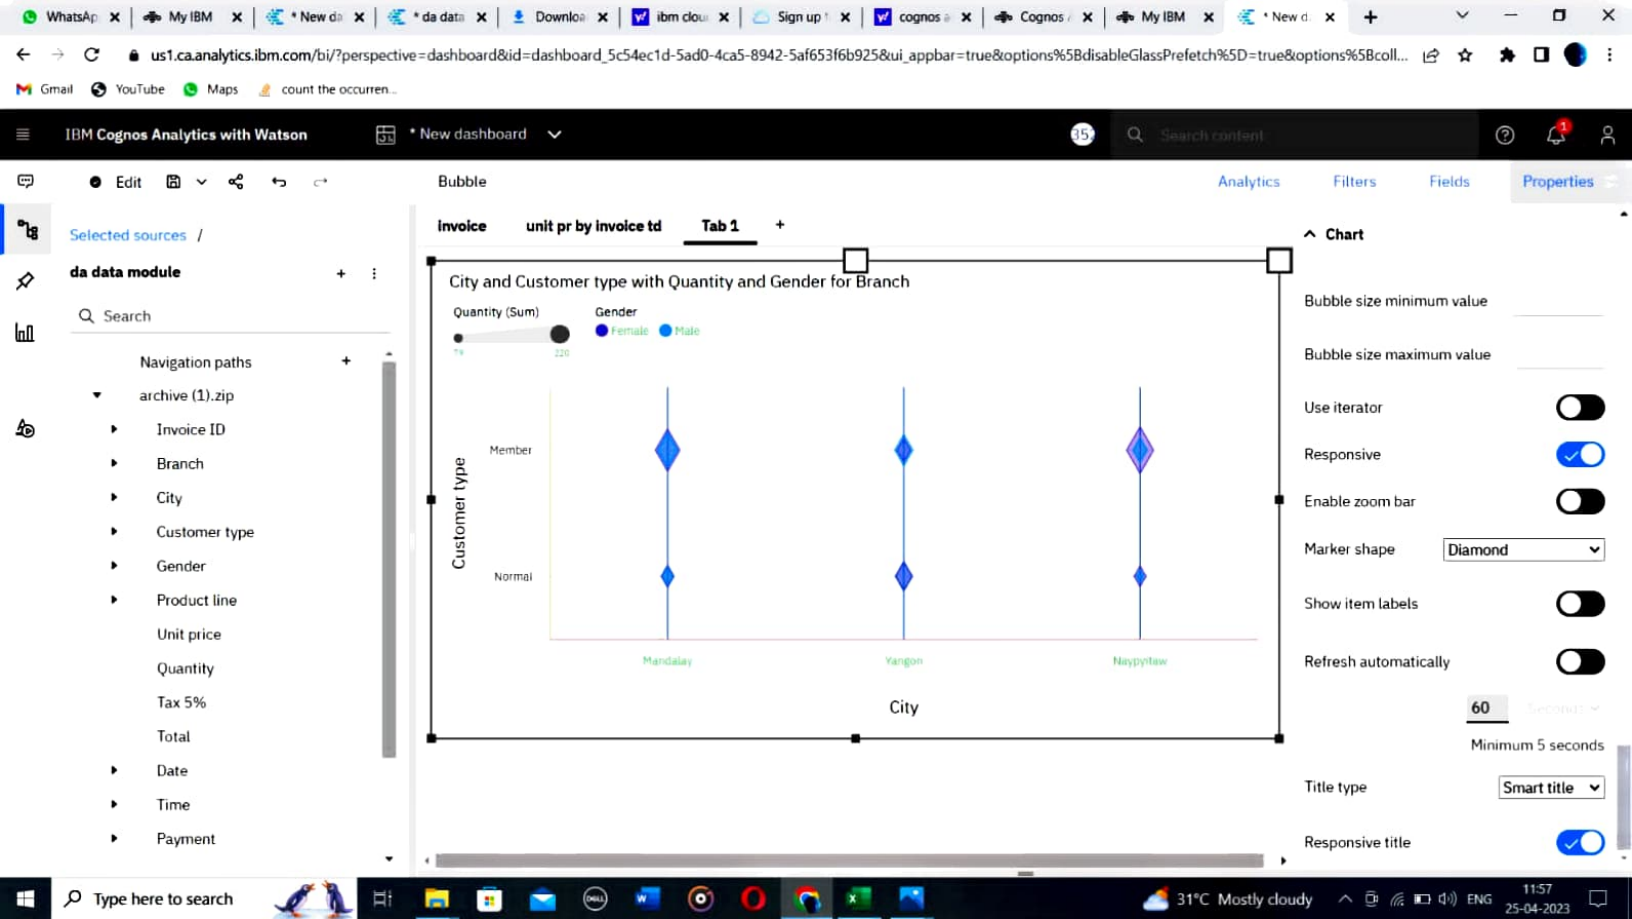 WhatsAp
My IBM
* New da
* da data
Downloa
ibm clou
Sign up t
cognos a
Cognos A
My IBM
* New d
us1.ca.analytics.ibm.com/bi/?perspective=dashboard&id=dashboard_5c54ec1d-5ad0-4ca5-8942-5af653f6b925&ui_appbar=true&options%5BdisableGlassPrefetch%5D=true&options%5Bcoll...
Gmail
YouTube
Maps
count the occurren...
IBM Cognos Analytics with Watson
* New dashboard
Search content
1
Edit
Bubble
Analytics
Filters
Fields
Properties
Selected sources /
da data module
Search
Navigation paths
archive (1).zip
Invoice ID
Branch
City
Customer type
Gender
Product line
Unit price
Quantity
Tax 5%
Total
Date
Time
Payment
Invoice
unit pr by invoice td
Tab 1
City and Customer type with Quantity and Gender for Branch
Quantity (Sum)
220
Gender
Female
Male
Customer type
Member
Normal
Mandalay
Yangon
Naypyitaw
City
Chart
Bubble size minimum value
Bubble size maximum value
Use iterator
Responsive
Enable zoom bar
Marker shape
Diamond
Show item labels
Refresh automatically
60
Seconds
Minimum 5 seconds
Title type
Smart title
Responsive title
Type here to search
DELL
31°C Mostly cloudy
ENG
11:57
25-04-2023